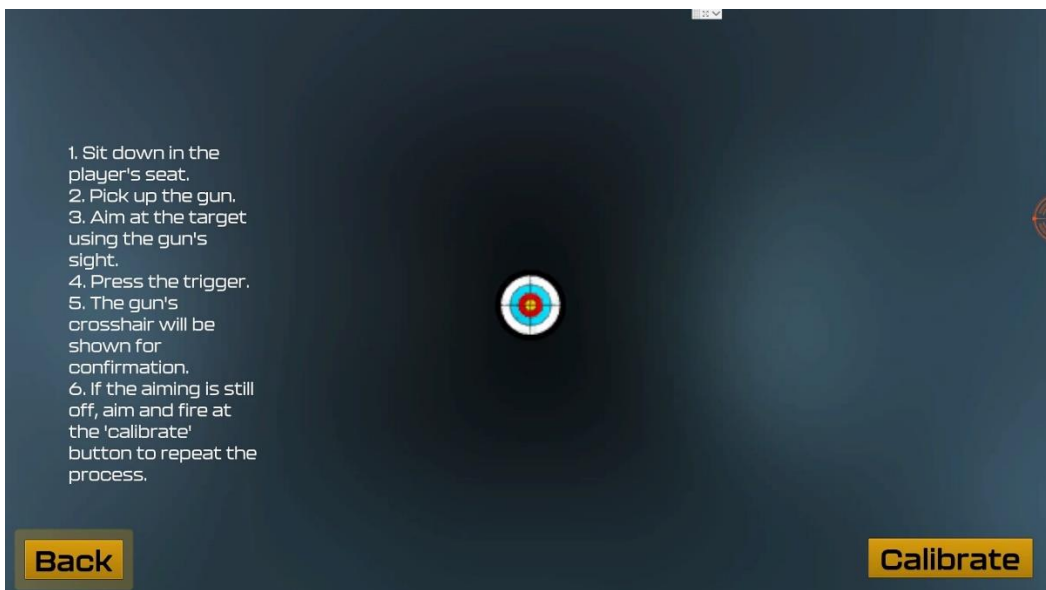 1. Sit down in the
player's seat.
2. Pick up the gun.
3. Aim at the target
using the gun's
sight.
4. Press the trigger.
5. The gun's
crosshair will be
shown for
confirmation.
6. If the aiming is still
off, aim and fire at
the 'calibrate'
button to repeat the
process.
Back
Calibrate